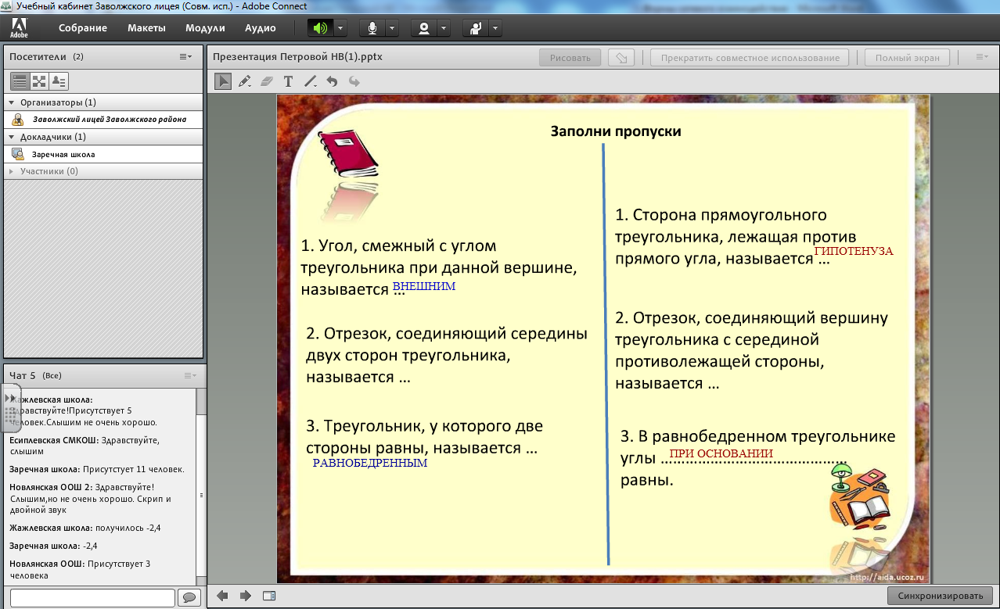 Учебный кабинет Заволжского лицея (Совм. исп.) - Adobe Connect
Adobe
Собрание Макеты Модули Аудио
Посетители (2)
Организаторы (1)
Заволжский лицей Заволжского района
Докладчики (1)
Заречная школа
Участники (0)
Чат 5 (Все)
Жажлевская школа:
Здравствуйте!Присутствует 5
человек.Слышим не очень хорошо.
Есиплевская СМКОШ: Здравствуйте,
слышим
Заречная школа: Присутстует 11 человек.
Новлянская ООШ 2: Здравствуйте!
Слышим,но не очень хорошо. Скрип и
двойной звук
Жажлевская школа: получилось -2,4
Заречная школа: -2,4
Новлянская ООШ: Присутствует 3
человека
Презентация Петровой НВ(1).pptx
Рисовать
Прекратить совместное использование
Полный экран
T
Заполни пропуски
1. Угол, смежный с углом
треугольника при данной вершине,
называется ...
ВНЕШНИМ
2. Отрезок, соединяющий середины
двух сторон треугольника,
называется ...
3. Треугольник, у которого две
стороны равны, называется ...
РАВНОБЕДРЕННЫМ
1. Сторона прямоугольного
треугольника, лежащая против
прямого угла, называется ...
ГИПОТЕНУЗА
2. Отрезок, соединяющий вершину
треугольника с серединой
противолежащей стороны,
называется ...
3. В равнобедренном треугольнике
углы ……………………………………
ПРИ ОСНОВАНИИ
равны.
http://aida.ucoz.ru
Синхронизировать